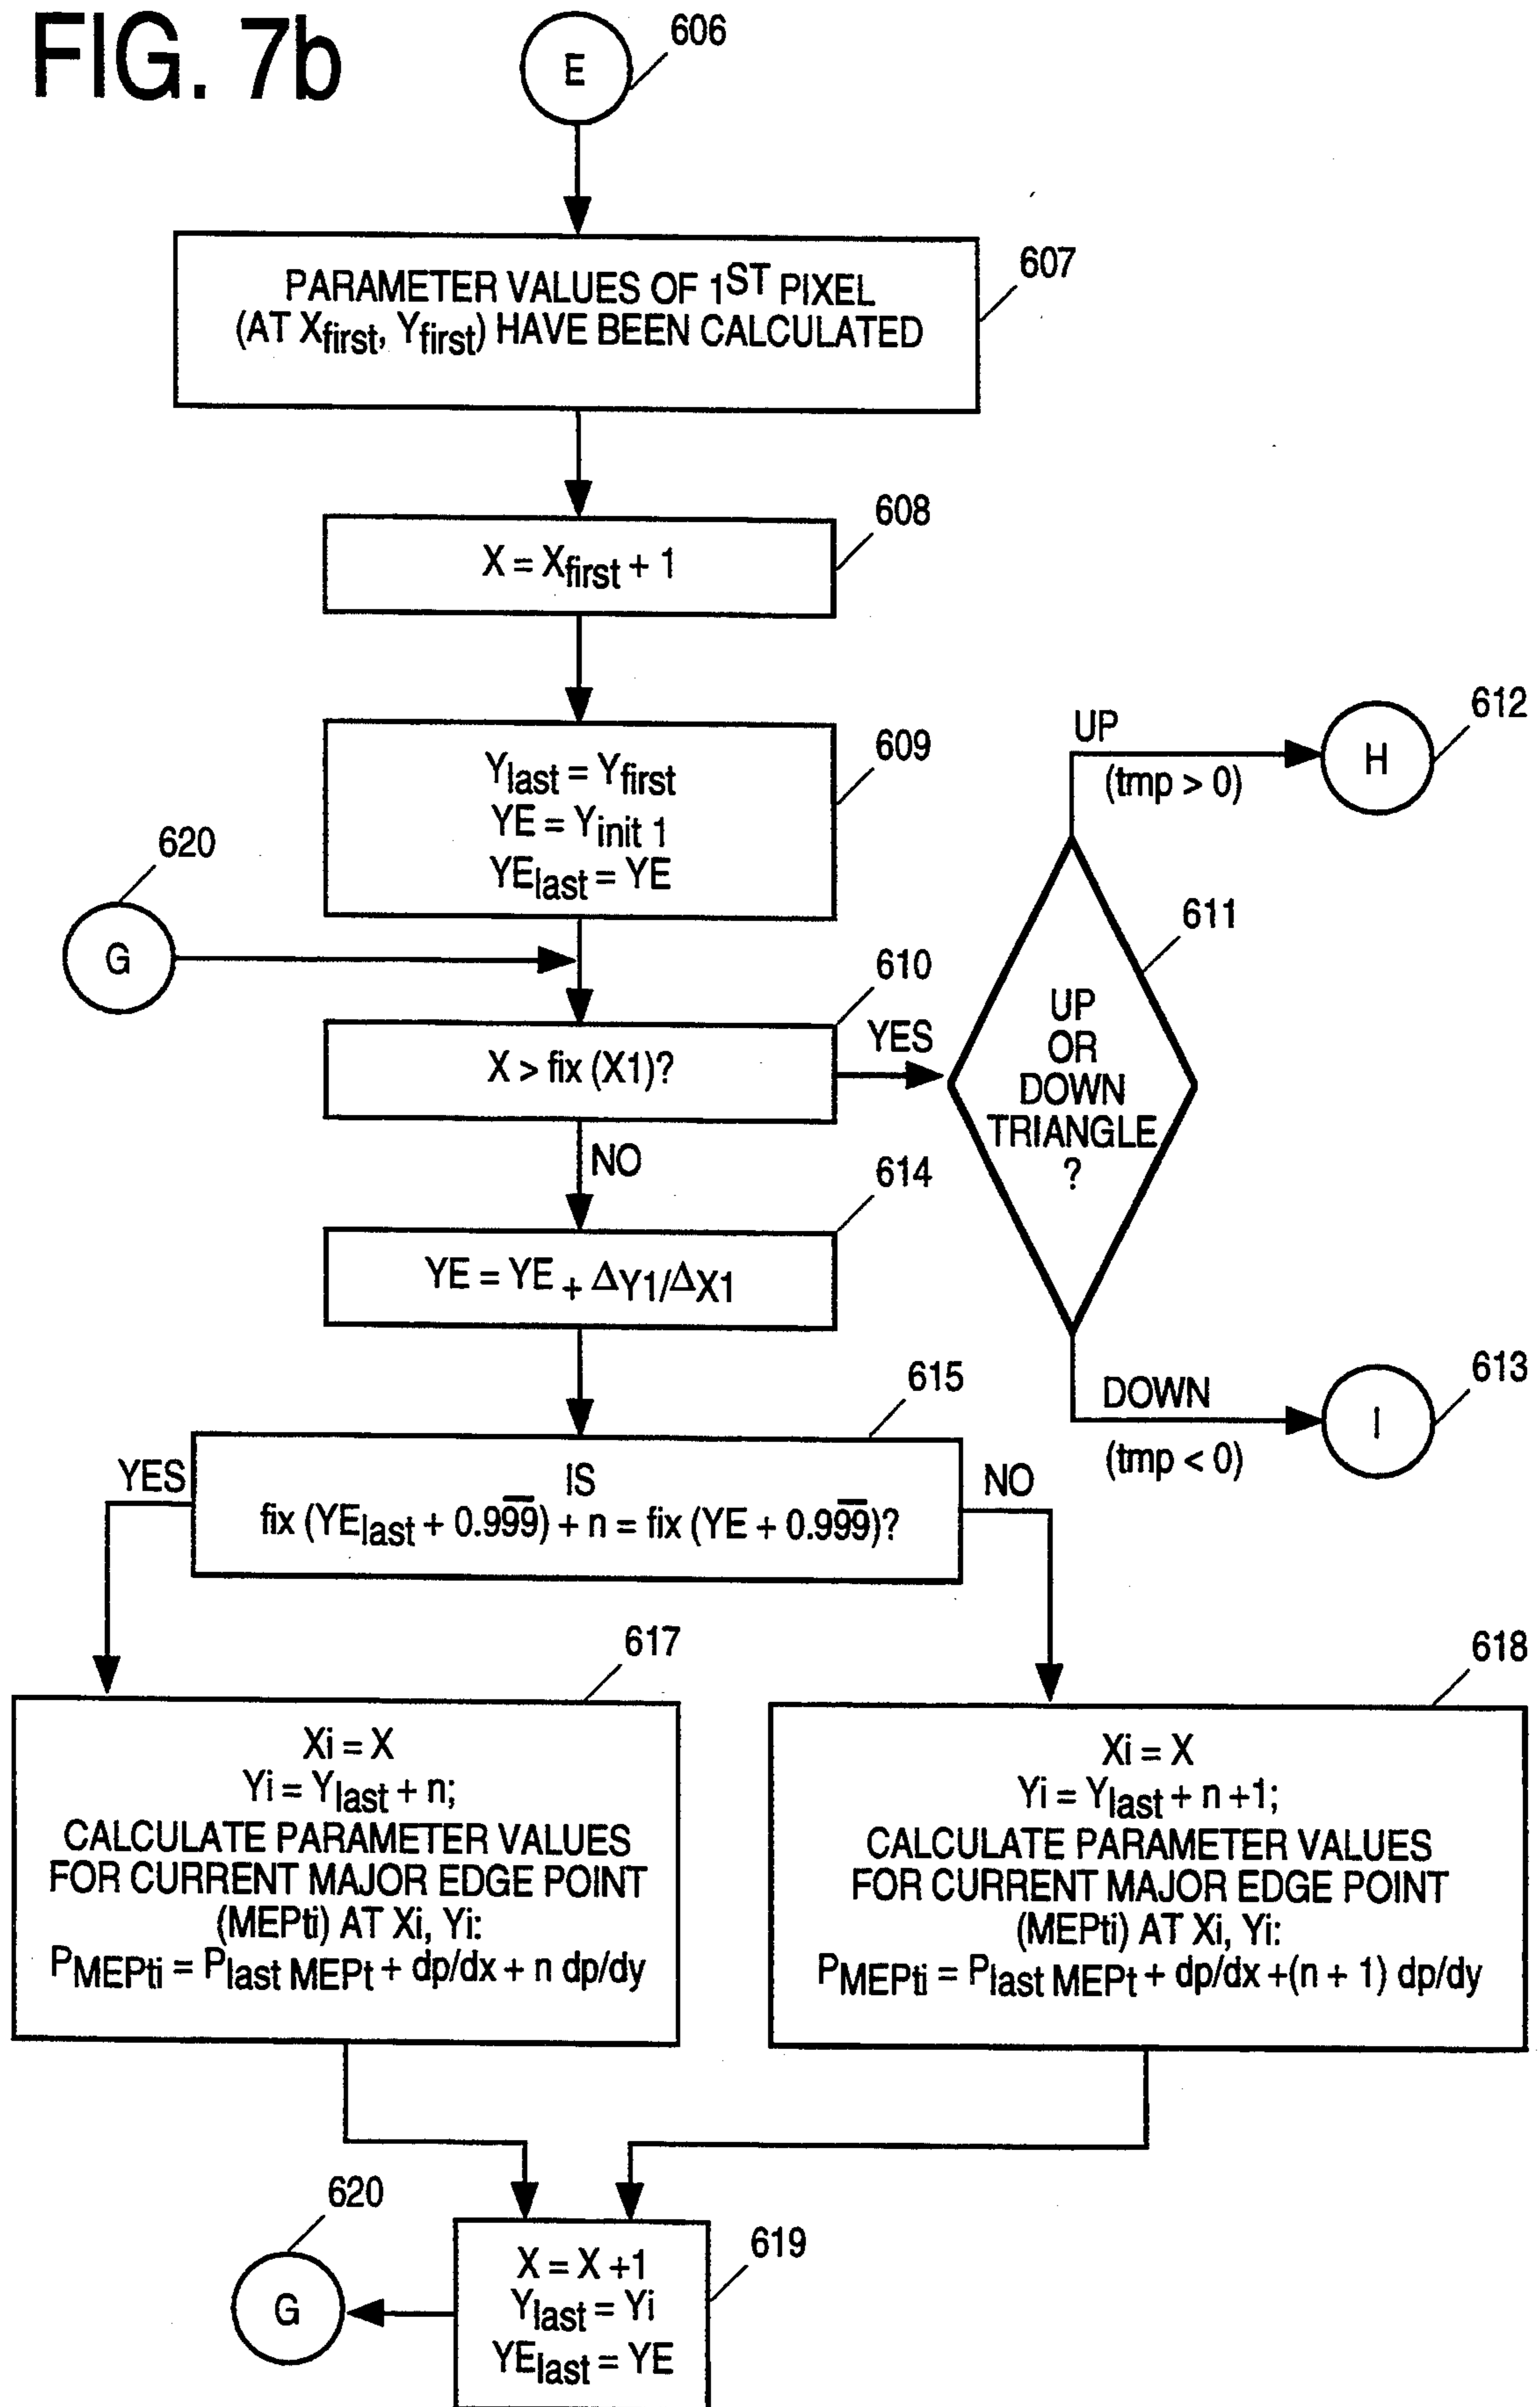 FIG. 7b
E
606
607
PARAMETER VALUES OF 1ST PIXEL
(AT Xfirst, Yfirst) HAVE BEEN CALCULATED
608
X = Xfirst + 1
609
Ylast = Yfirst
YE = Yinit 1
YElast = YE
620
G
610
X > fix (X1)?
YES
NO
611
UP
OR
DOWN
TRIANGLE
?
UP
(tmp > 0)
H
612
DOWN
(tmp < 0)
I
613
614
YE = YE + ΔY1/ΔX1
615
IS
fix (YElast + 0.99̅9̅) + n = fix (YE + 0.99̅9̅)?
YES
NO
617
Xi = X
Yi = Ylast + n;
CALCULATE PARAMETER VALUES
FOR CURRENT MAJOR EDGE POINT
(MEPti) AT Xi, Yi:
PMEPti = Plast MEPt + dp/dx + n dp/dy
618
Xi = X
Yi = Ylast + n +1;
CALCULATE PARAMETER VALUES
FOR CURRENT MAJOR EDGE POINT
(MEPti) AT Xi, Yi:
PMEPti = Plast MEPt + dp/dx +(n + 1) dp/dy
619
X = X +1
Ylast = Yi
YElast = YE
620
G